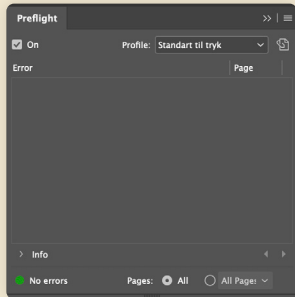 Preflight
On Profile: Standart til tryk
Error Page
Info
No errors Pages: All All Pages